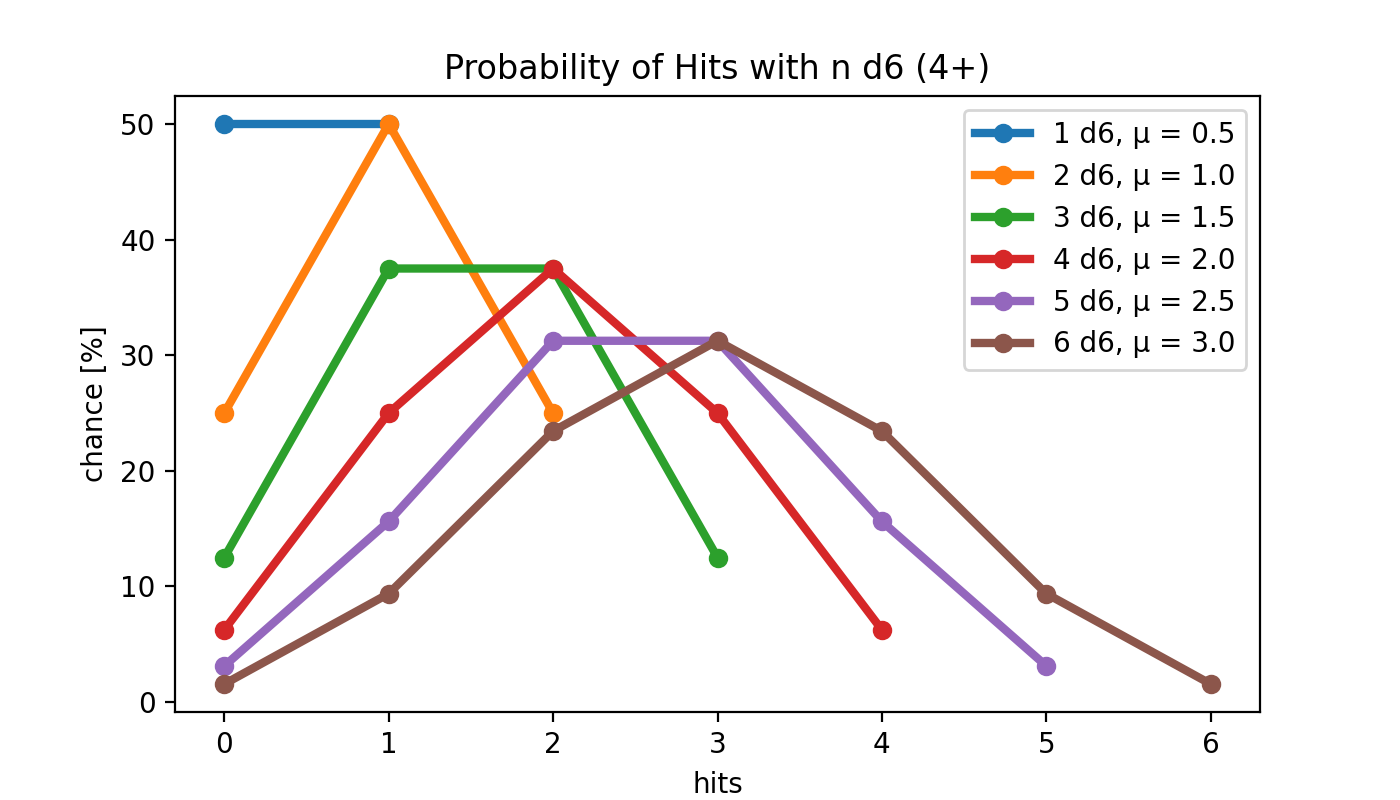 Probability of Hits with n d6 (4+)
1 d6, μ = 0.5
2 d6, μ = 1.0
3 d6, μ = 1.5
4 d6, μ = 2.0
5 d6, μ = 2.5
6 d6, μ = 3.0
chance [%]
50
40
30
20
10
0
0 1 2 3 4 5 6
hits